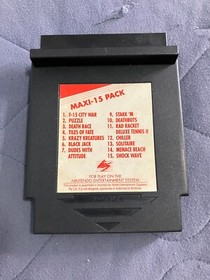 MAXI-15 PACK
1. F-15 CITY WAR
2. PUZZLE
3. DEATH RACE
4. TILES OF FATE
5. KRAZY KREATURES
6. BLACK JACK
7. DUDES WITH
ATTITUDE
9. STAKK 'M
10. DEATHBOTS
11. RAD RACKET
DELUXE TENNIS II
12. CHILLER
13. SOLITAIRE
14. MENACE BEACH
15. SHOCK WAVE
FOR PLAY ON THE
NINTENDO ENTERTAINMENT SYSTEM